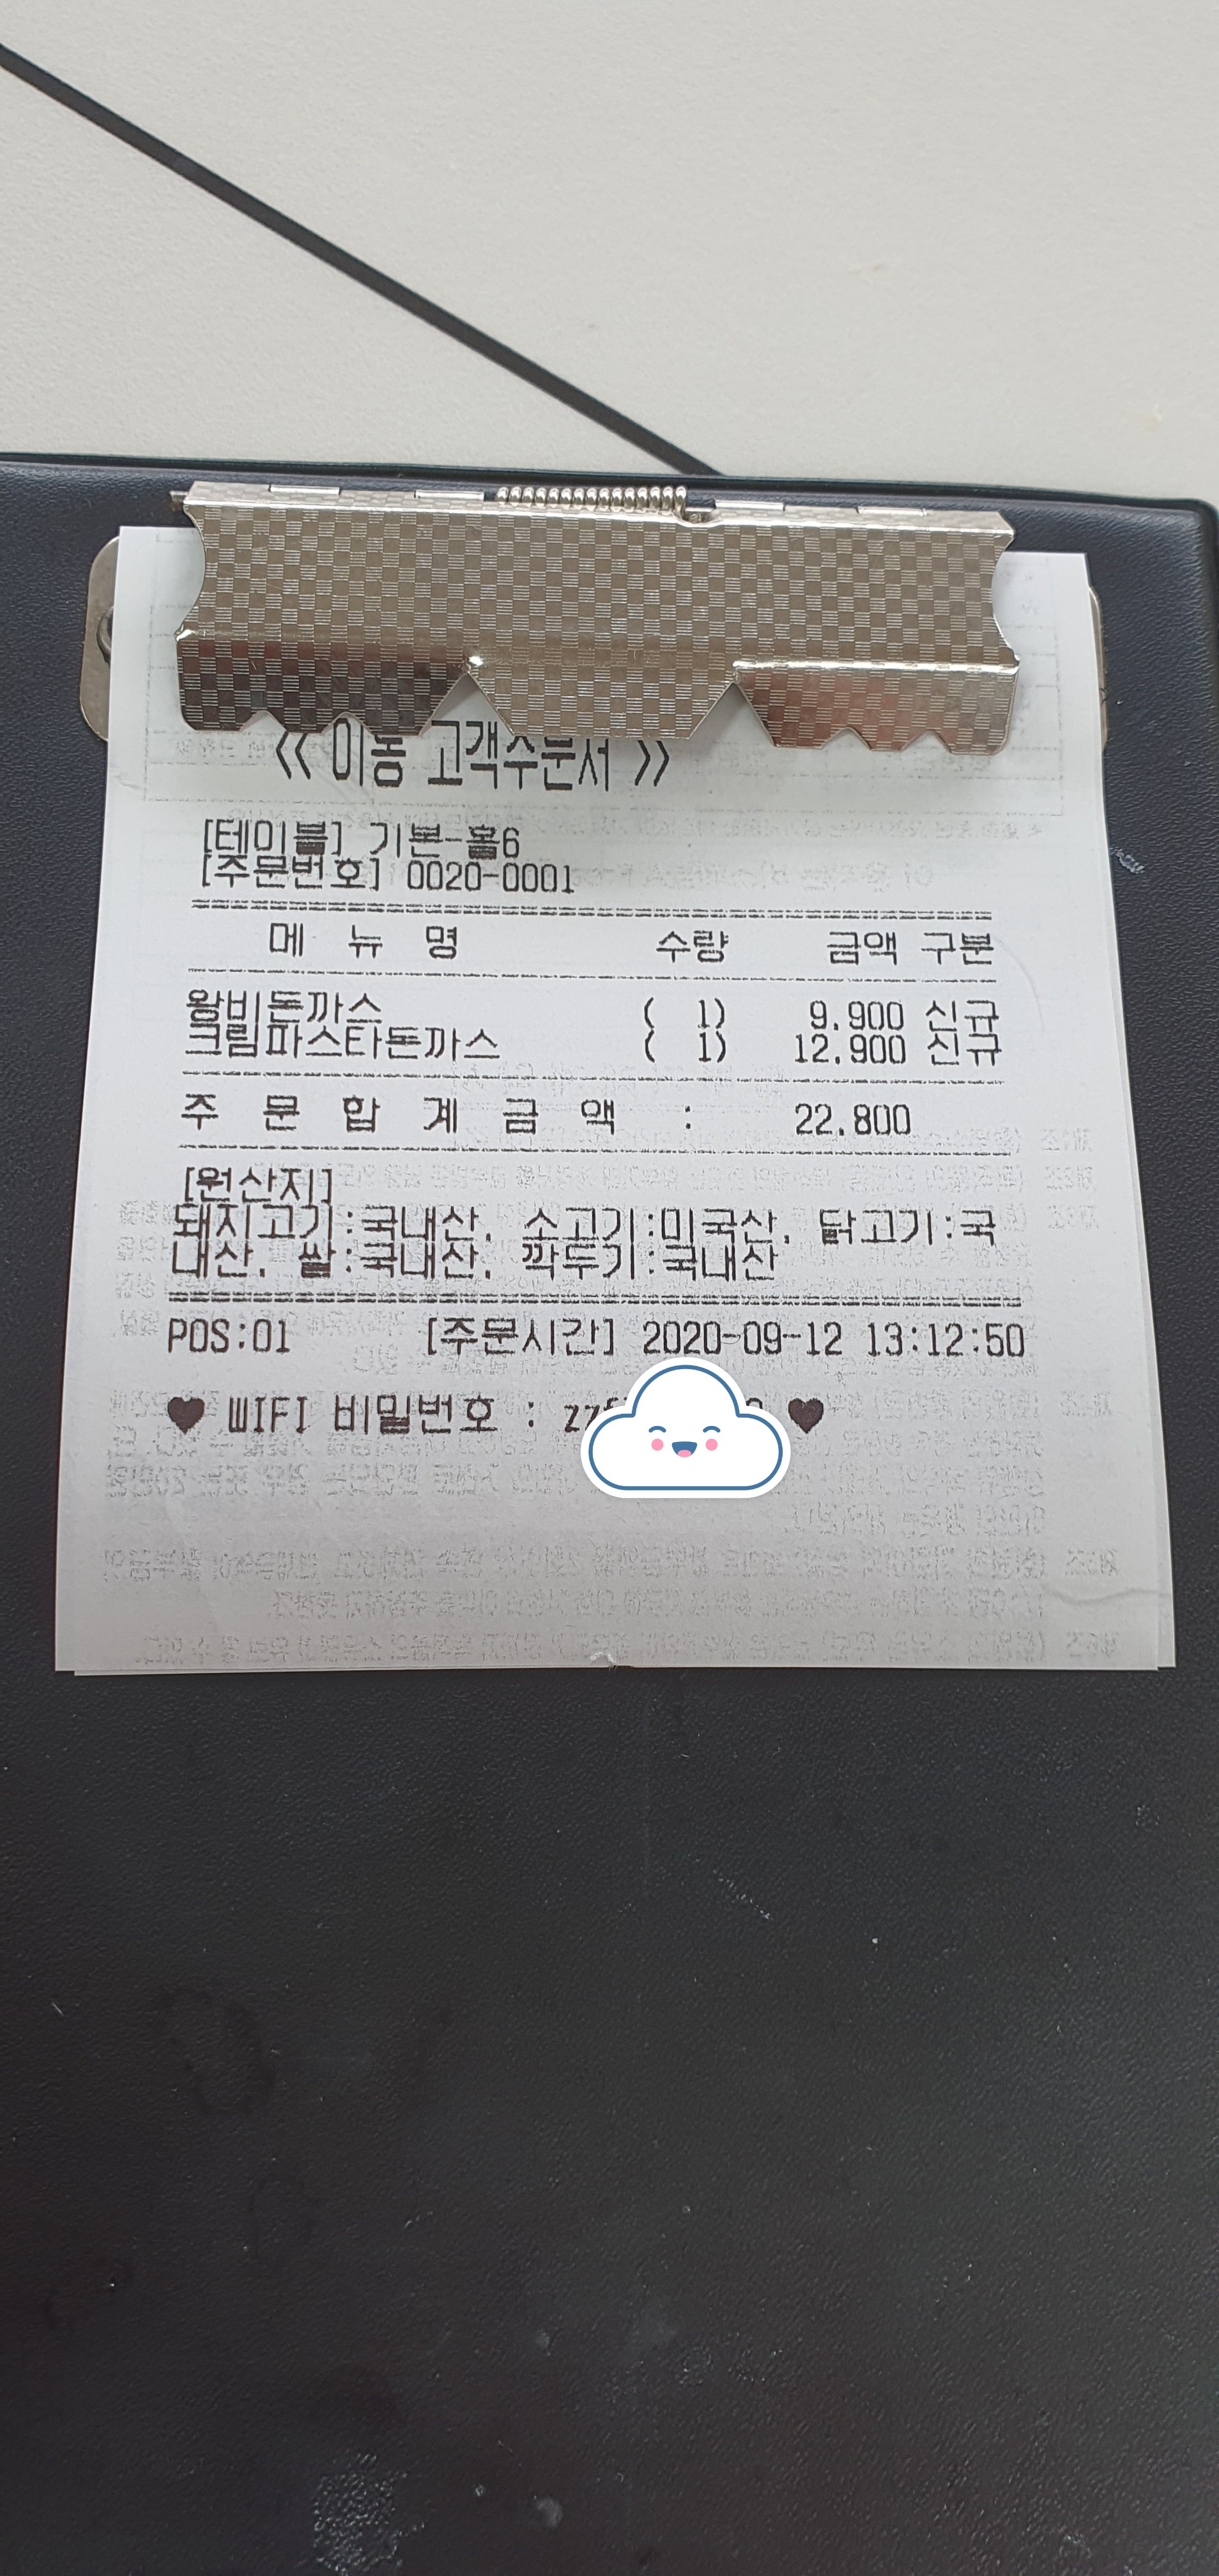 << 이동 고객주문서 >>
[테이블] 기본-홀6
[주문번호] 0020-0001
메 뉴 명 수량 금액 구분
왕비돈까스 ( 1) 9,900 신규
크림파스타돈까스 ( 1) 12,900 신규
주 문 합 계 금 액 : 22,800
[원산지]
돼지고기:국내산, 소고기:미국산, 닭고기:국
내산, 쌀:국내산, 깍두기:국내산
POS:01 [주문시간] 2020-09-12 13:12:50
♥ WIFI 비밀번호 : ♥